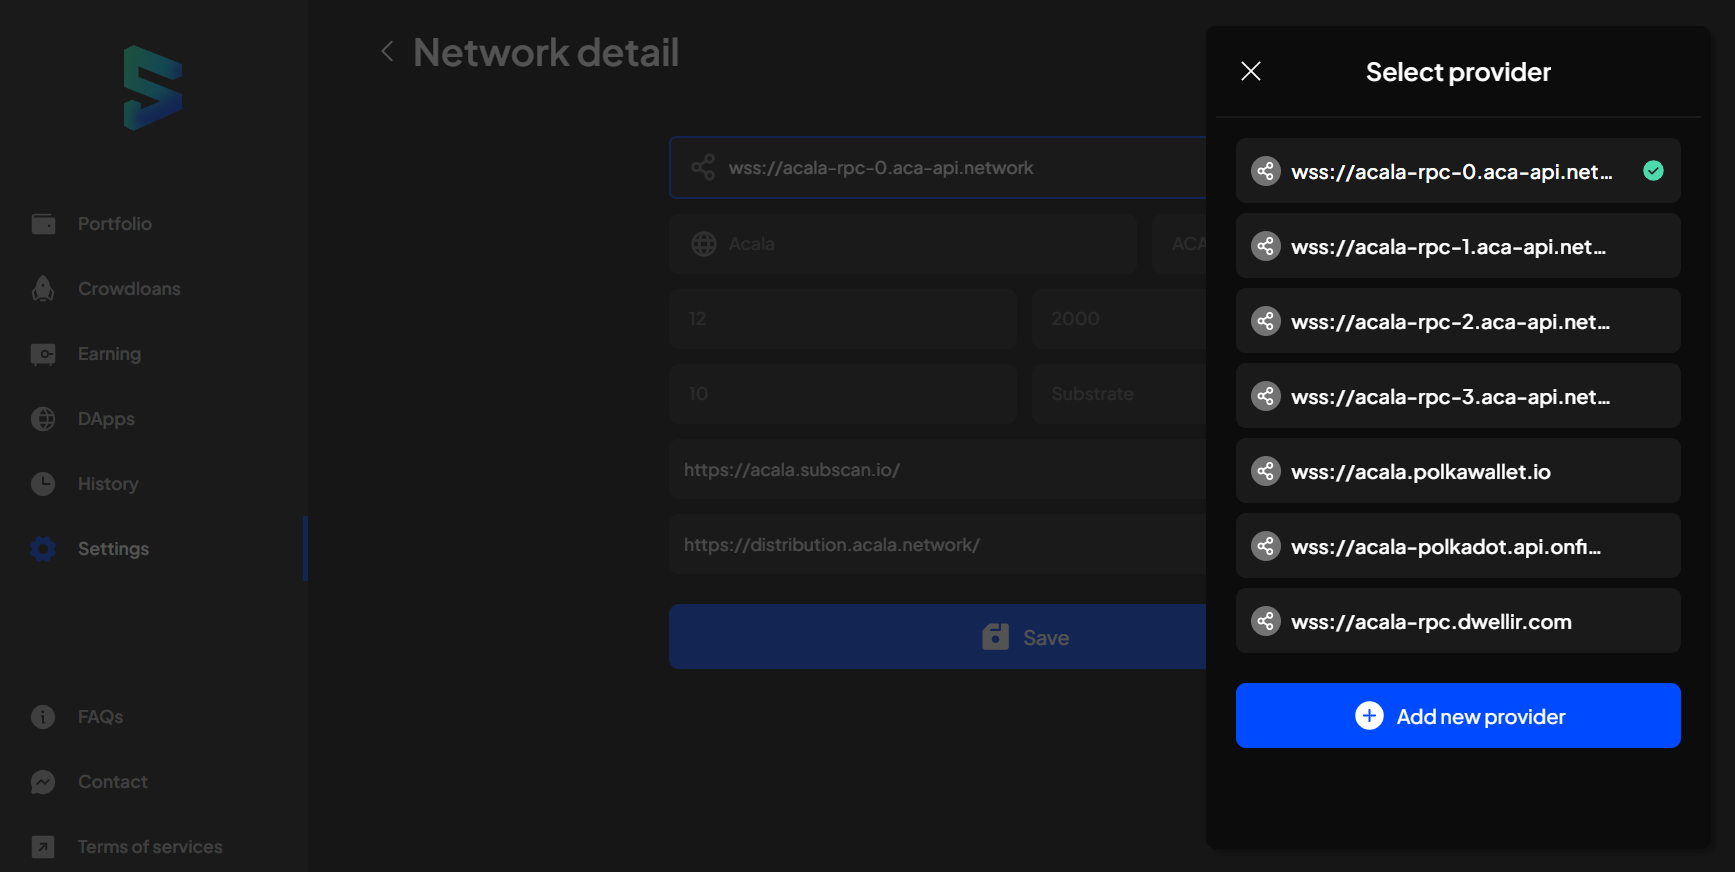 Portfolio
Crowdloans
Earning
DApps
History
Settings
FAQs
Contact
Terms of services
Network detail
wss://acala-rpc-0.aca-api.network
Acala
ACA
12
2000
10
Substrate
https://acala.subscan.io/
https://distribution.acala.network/
Save
Select provider
wss://acala-rpc-0.aca-api.net...
wss://acala-rpc-1.aca-api.net...
wss://acala-rpc-2.aca-api.net...
wss://acala-rpc-3.aca-api.net...
wss://acala.polkawallet.io
wss://acala-polkadot.api.onfi...
wss://acala-rpc.dwellir.com
Add new provider